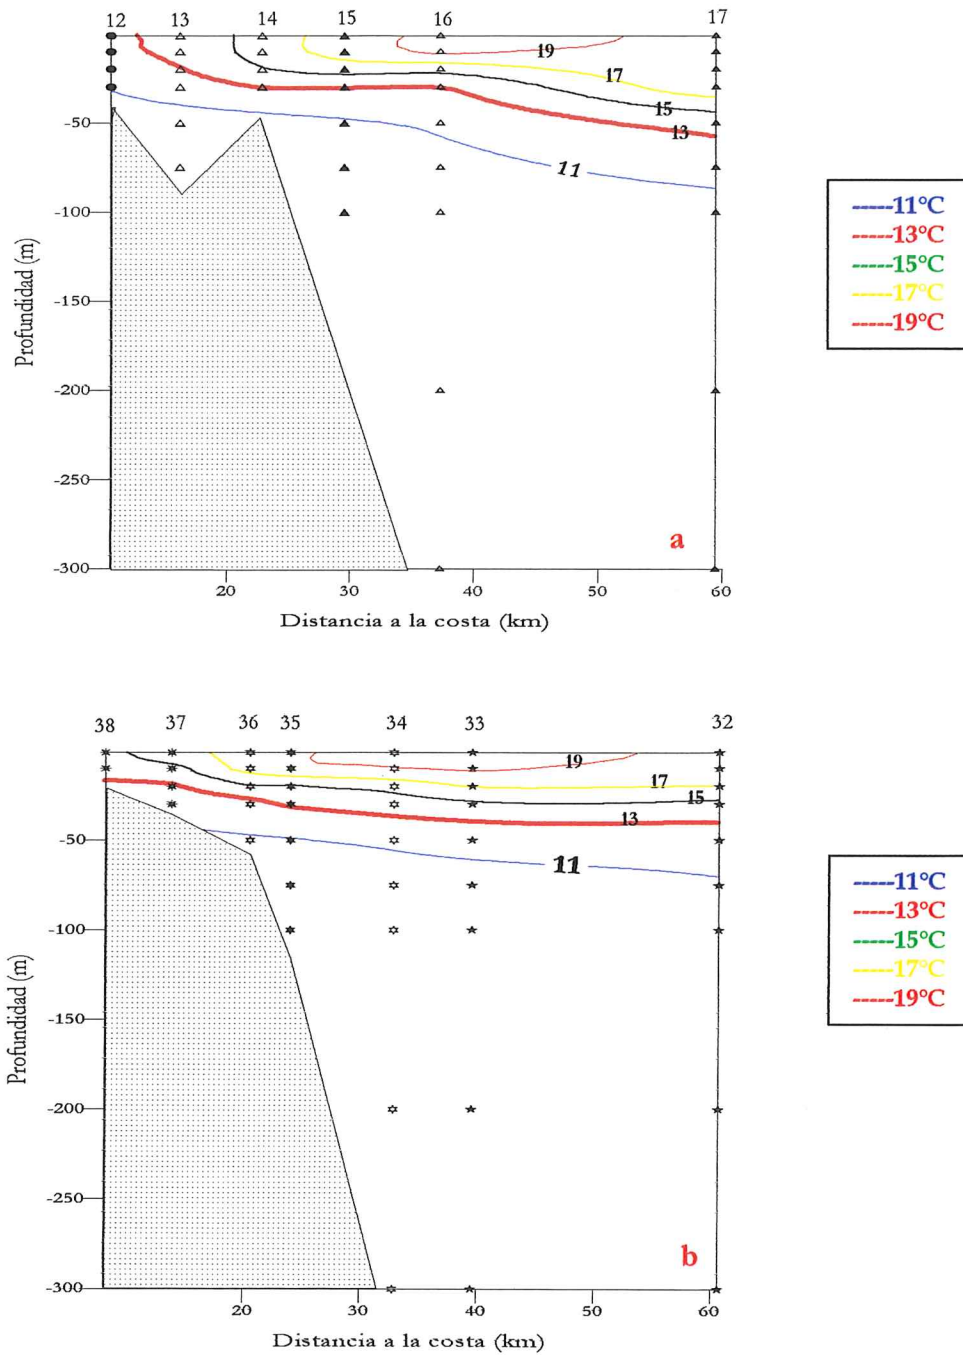 12 13 14 15 16 17
19
17
15
13
11
-50
-100
-150
-200
-250
-300
Profundidad (m)
20 30 40 50 60
Distancia a la costa (km)
a
-----11°C
-----13°C
-----15°C
-----17°C
-----19°C
38 37 36 35 34 33 32
19
17
15
13
11
-50
-100
-150
-200
-250
-300
Profundidad (m)
20 30 40 50 60
Distancia a la costa (km)
b
-----11°C
-----13°C
-----15°C
-----17°C
-----19°C